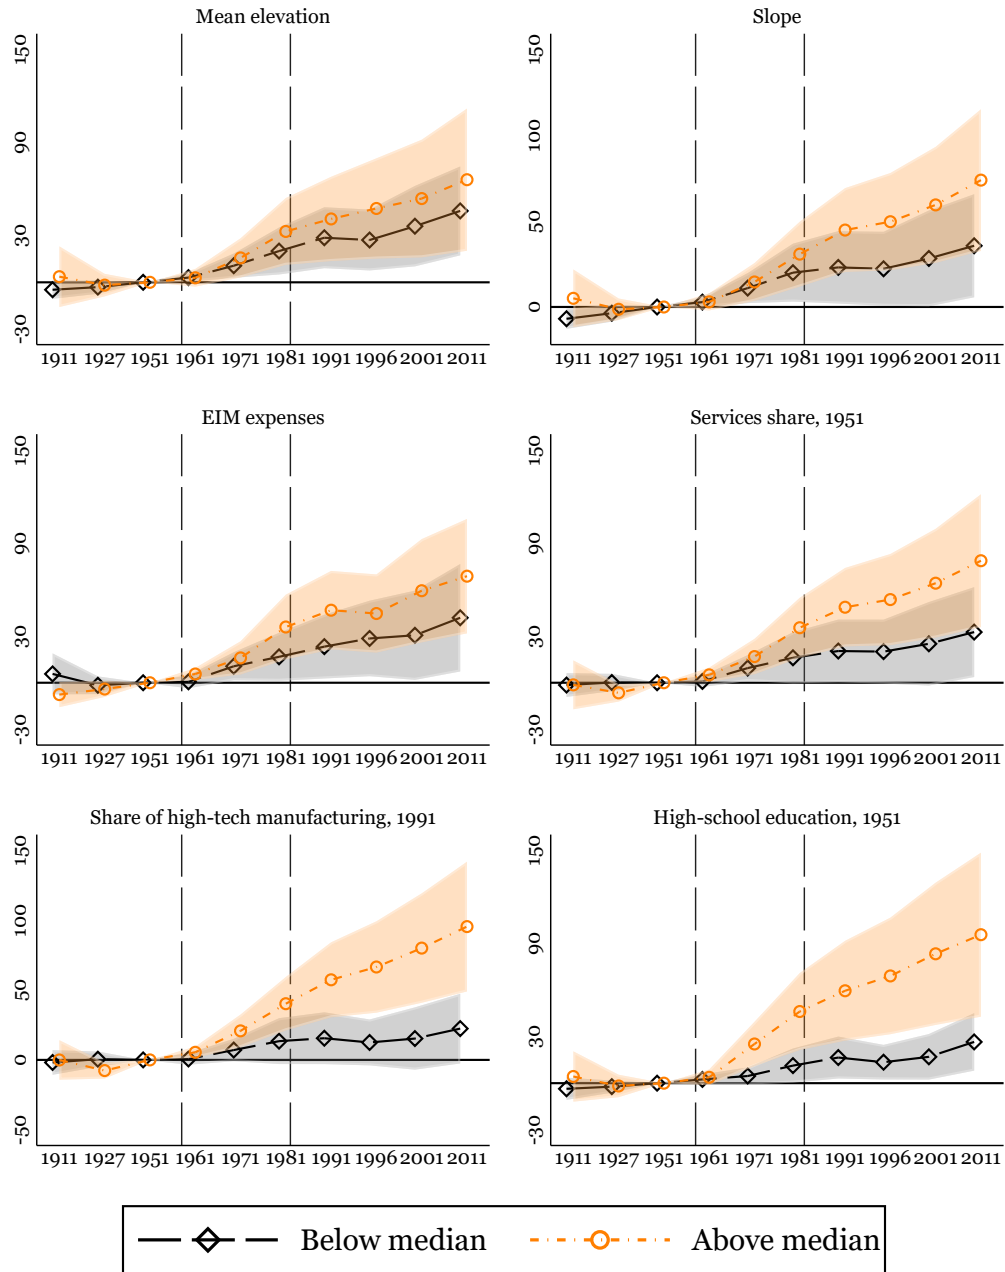 Mean elevation
150
90
30
-30
1911 1927 1951 1961 1971 1981 1991 1996 2001 2011
Slope
150
100
50
0
1911 1927 1951 1961 1971 1981 1991 1996 2001 2011
EIM expenses
150
90
30
-30
1911 1927 1951 1961 1971 1981 1991 1996 2001 2011
Services share, 1951
150
90
30
-30
1911 1927 1951 1961 1971 1981 1991 1996 2001 2011
Share of high-tech manufacturing, 1991
150
100
50
0
-50
1911 1927 1951 1961 1971 1981 1991 1996 2001 2011
High-school education, 1951
150
90
30
-30
1911 1927 1951 1961 1971 1981 1991 1996 2001 2011
Below median Above median